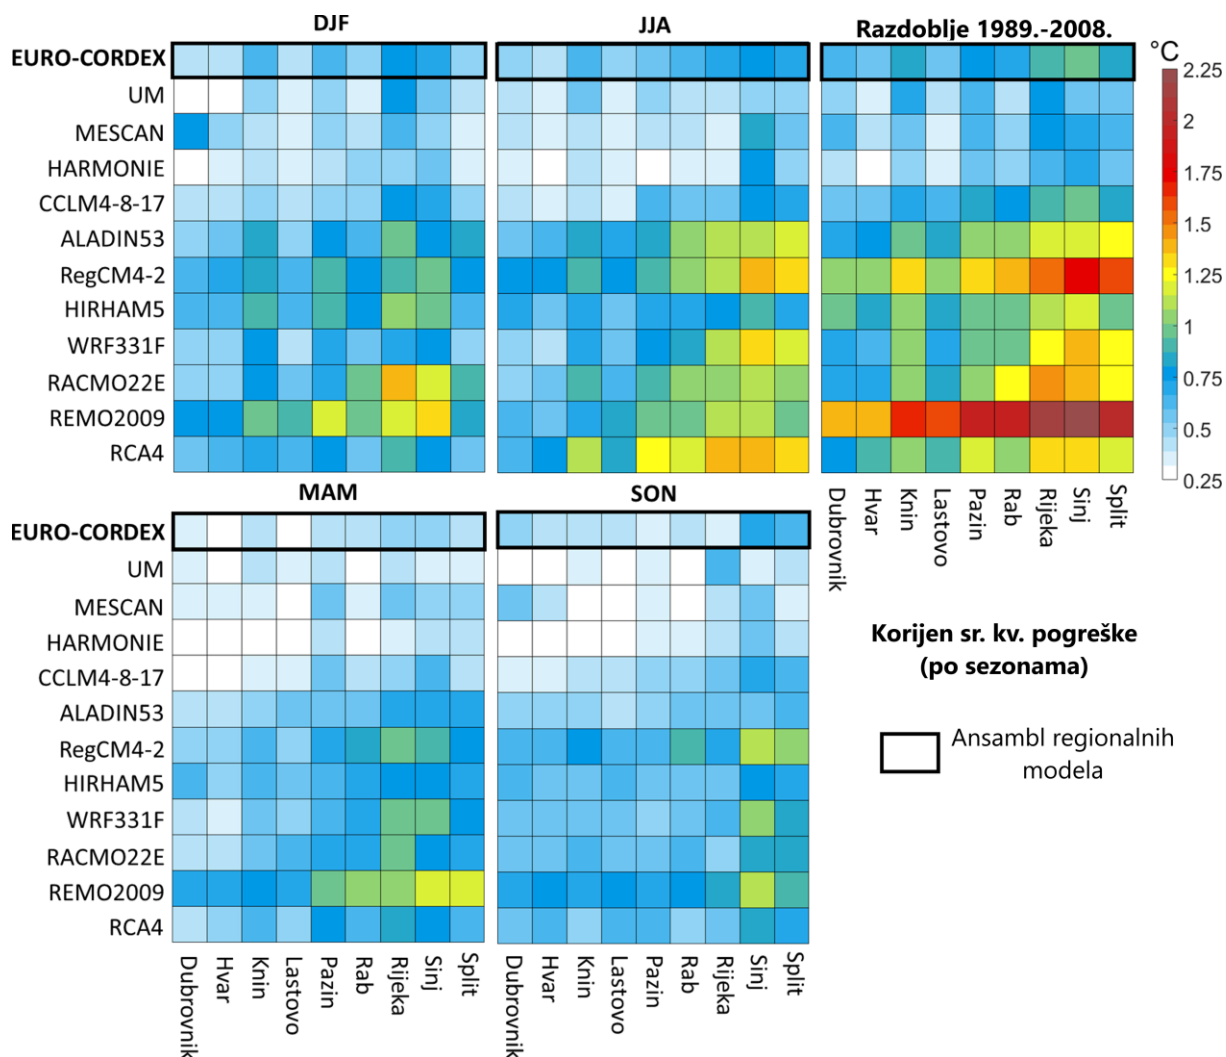 DJF
JJA
Razdoblje 1989.-2008.
°C
EURO-CORDEX
UM
MESCAN
HARMONIE
CCLM4-8-17
ALADIN53
RegCM4-2
HIRHAM5
WRF331F
RACMO22E
REMO2009
RCA4
2.25
2
1.75
1.5
1.25
1
0.75
0.5
0.25
Dubrovnik
Hvar
Knin
Lastovo
Pazin
Rab
Rijeka
Sinj
Split
MAM
SON
EURO-CORDEX
UM
MESCAN
HARMONIE
CCLM4-8-17
ALADIN53
RegCM4-2
HIRHAM5
WRF331F
RACMO22E
REMO2009
RCA4
Dubrovnik
Hvar
Knin
Lastovo
Pazin
Rab
Rijeka
Sinj
Split
Dubrovnik
Hvar
Knin
Lastovo
Pazin
Rab
Rijeka
Sinj
Split
Korijen sr. kv. pogreške
(po sezonama)
Ansambl regionalnih
modela